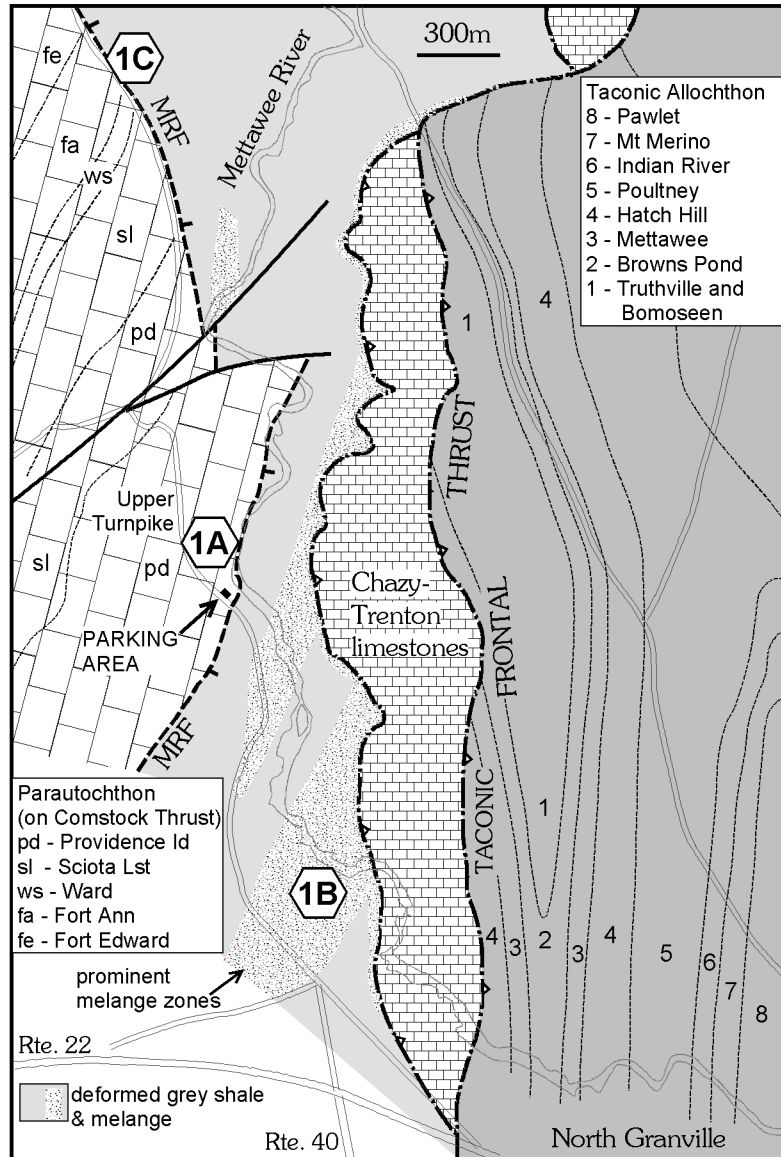 1C
MRF
Mettawee River
300m
fe
fa
ws
sl
pd
Taconic Allochthon
8 - Pawlet
7 - Mt Merino
6 - Indian River
5 - Poultney
4 - Hatch Hill
3 - Mettawee
2 - Browns Pond
1 - Truthville and
Bomoseen
1
4
TACONIC FRONTAL THRUST
Upper
Turnpike
1A
sl
pd
PARKING
AREA
MRF
Chazy-
Trenton
limestones
Parautochthon
(on Comstock Thrust)
pd - Providence Id
sl - Sciota Lst
ws - Ward
fa - Fort Ann
fe - Fort Edward
1B
1
4
3
2
3
4
5
6
7
8
prominent
melange zones
Rte. 22
deformed grey shale
& melange
Rte. 40
North Granville